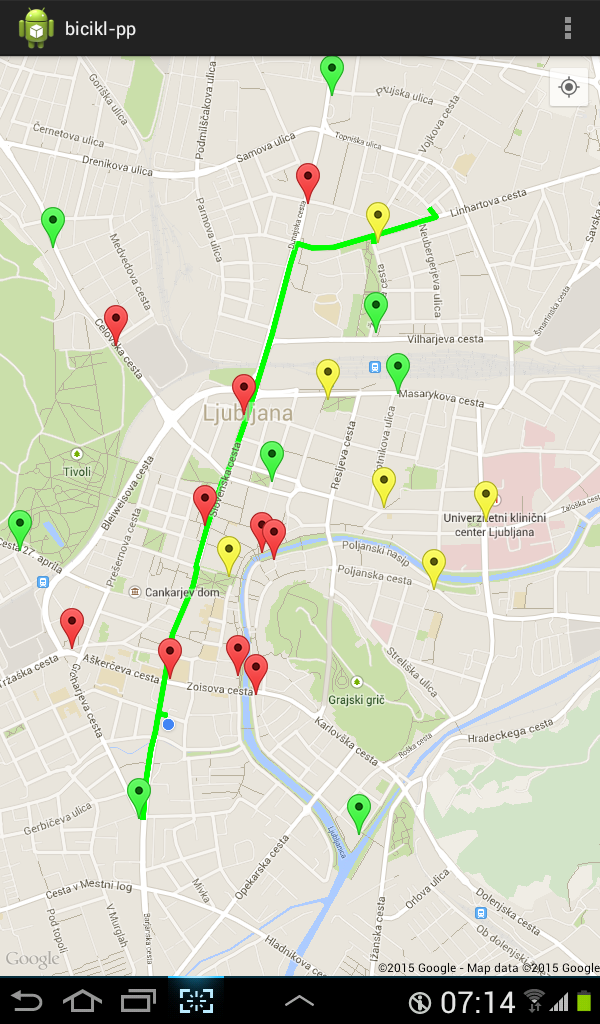 bicikl-pp
Goriška ulica
Podmilščakova ulica
Vojkova cesta
Topniška ulica
Samova ulica
Černetova ulica
Drenikova ulica
Linhartova cesta
Savska
Parmova ulica
Dunajska cesta
Neubergerjeva ulica
Medvedova cesta
Šmartinska cesta
Celovška cesta
Vilharjeva cesta
Masarykova cesta
Ljubljana
Tivoli
Slovenska cesta
Resljeva cesta
Bleiweisova cesta
Univerzitetni klinični
center Ljubljana
Zaloška cesta
Prešernova cesta
Cesta 27. aprila
Poljanski nasip
Poljanska cesta
Cankarjev dom
Streliška ulica
Tržaška cesta
Aškerčeva cesta
Zoisova cesta
Grajski grič
Groharjeva cesta
Karlovška cesta
Roška cesta
Hradeckega cesta
Gerbičeva ulica
Ljubljanica
Opekarska cesta
Cesta v Mestni log
Mivka
Orlova ulica
Dolenjska cesta
Pod topoli
V Murglah
Barjanska cesta
Ižanska cesta
Ob dolenjski
Hladnikova cesta
Google
©2015 Google - Map data ©2015 Google
07:14